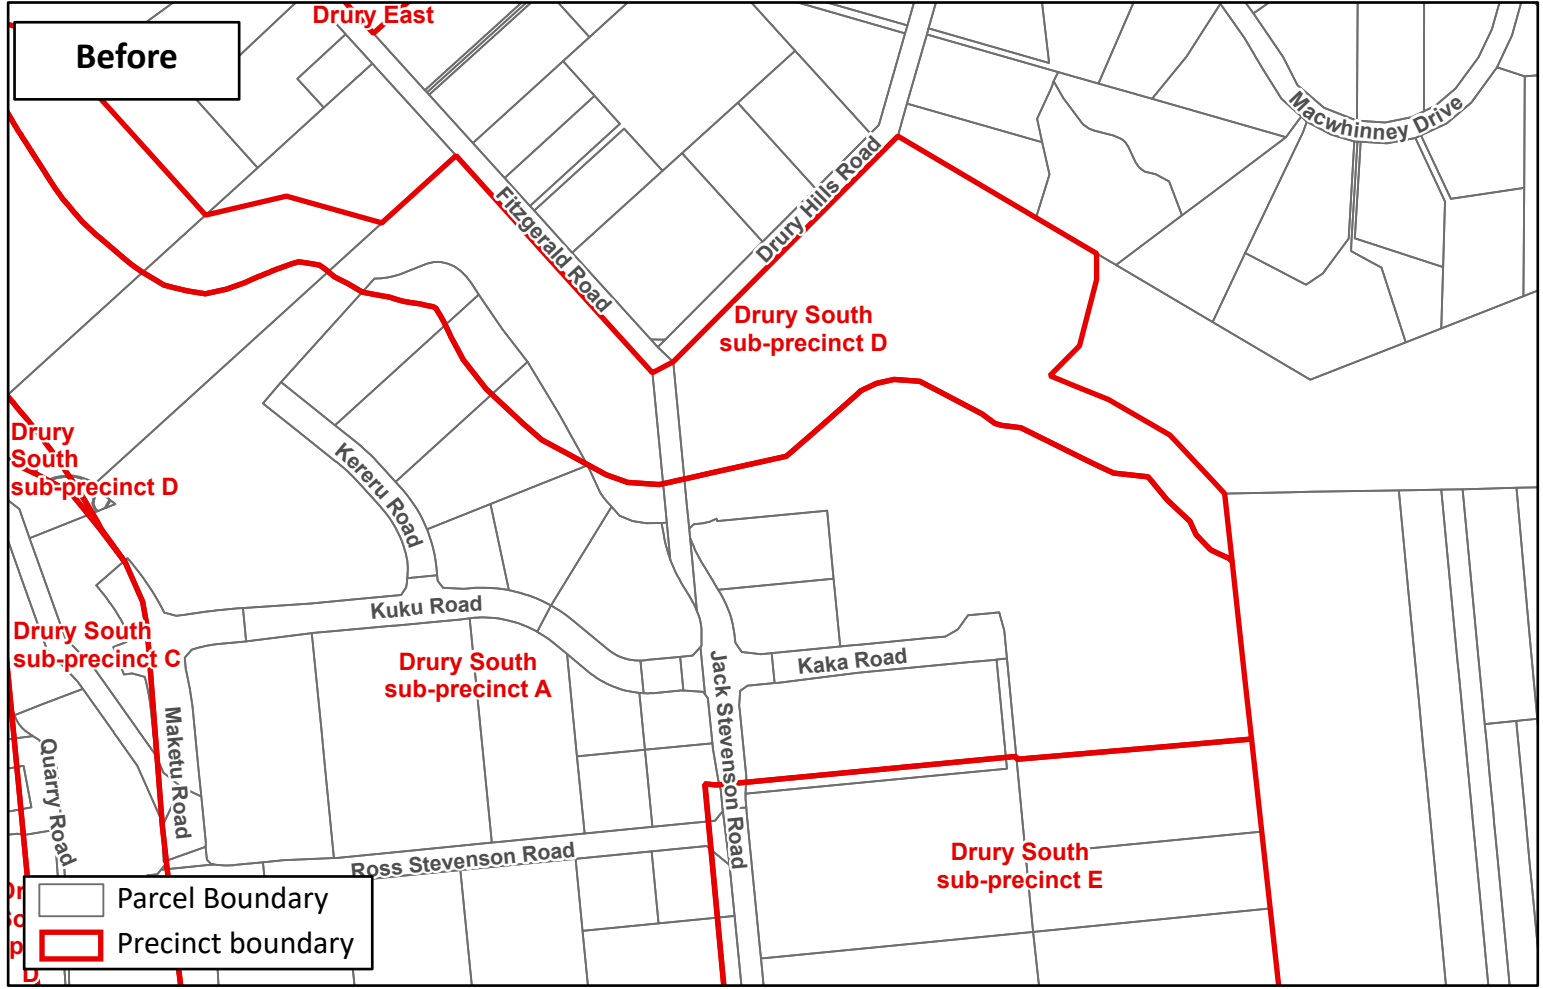 Drury East
Before
Macwhinney Drive
Drury Hills Road
Fitzgerald Road
Drury South
sub-precinct D
Drury
South
sub-precinct D
Kereru Road
Kuku Road
Drury South
sub-precinct C
Drury South
sub-precinct A
Kaka Road
Jack Stevenson Road
Maketu Road
Quarry Road
Ross Stevenson Road
Drury South
sub-precinct E
Parcel Boundary
Precinct boundary
D